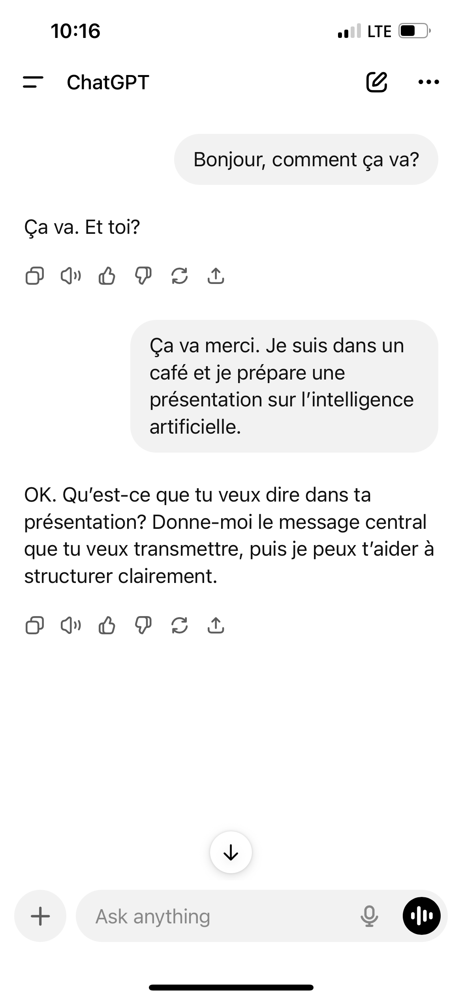 10:16
LTE
ChatGPT
Bonjour, comment ça va?
Ça va. Et toi?
Ça va merci. Je suis dans un
café et je prépare une
présentation sur l'intelligence
artificielle.
OK. Qu’est-ce que tu veux dire dans ta
présentation? Donne-moi le message central
que tu veux transmettre, puis je peux t’aider à
structurer clairement.
Ask anything